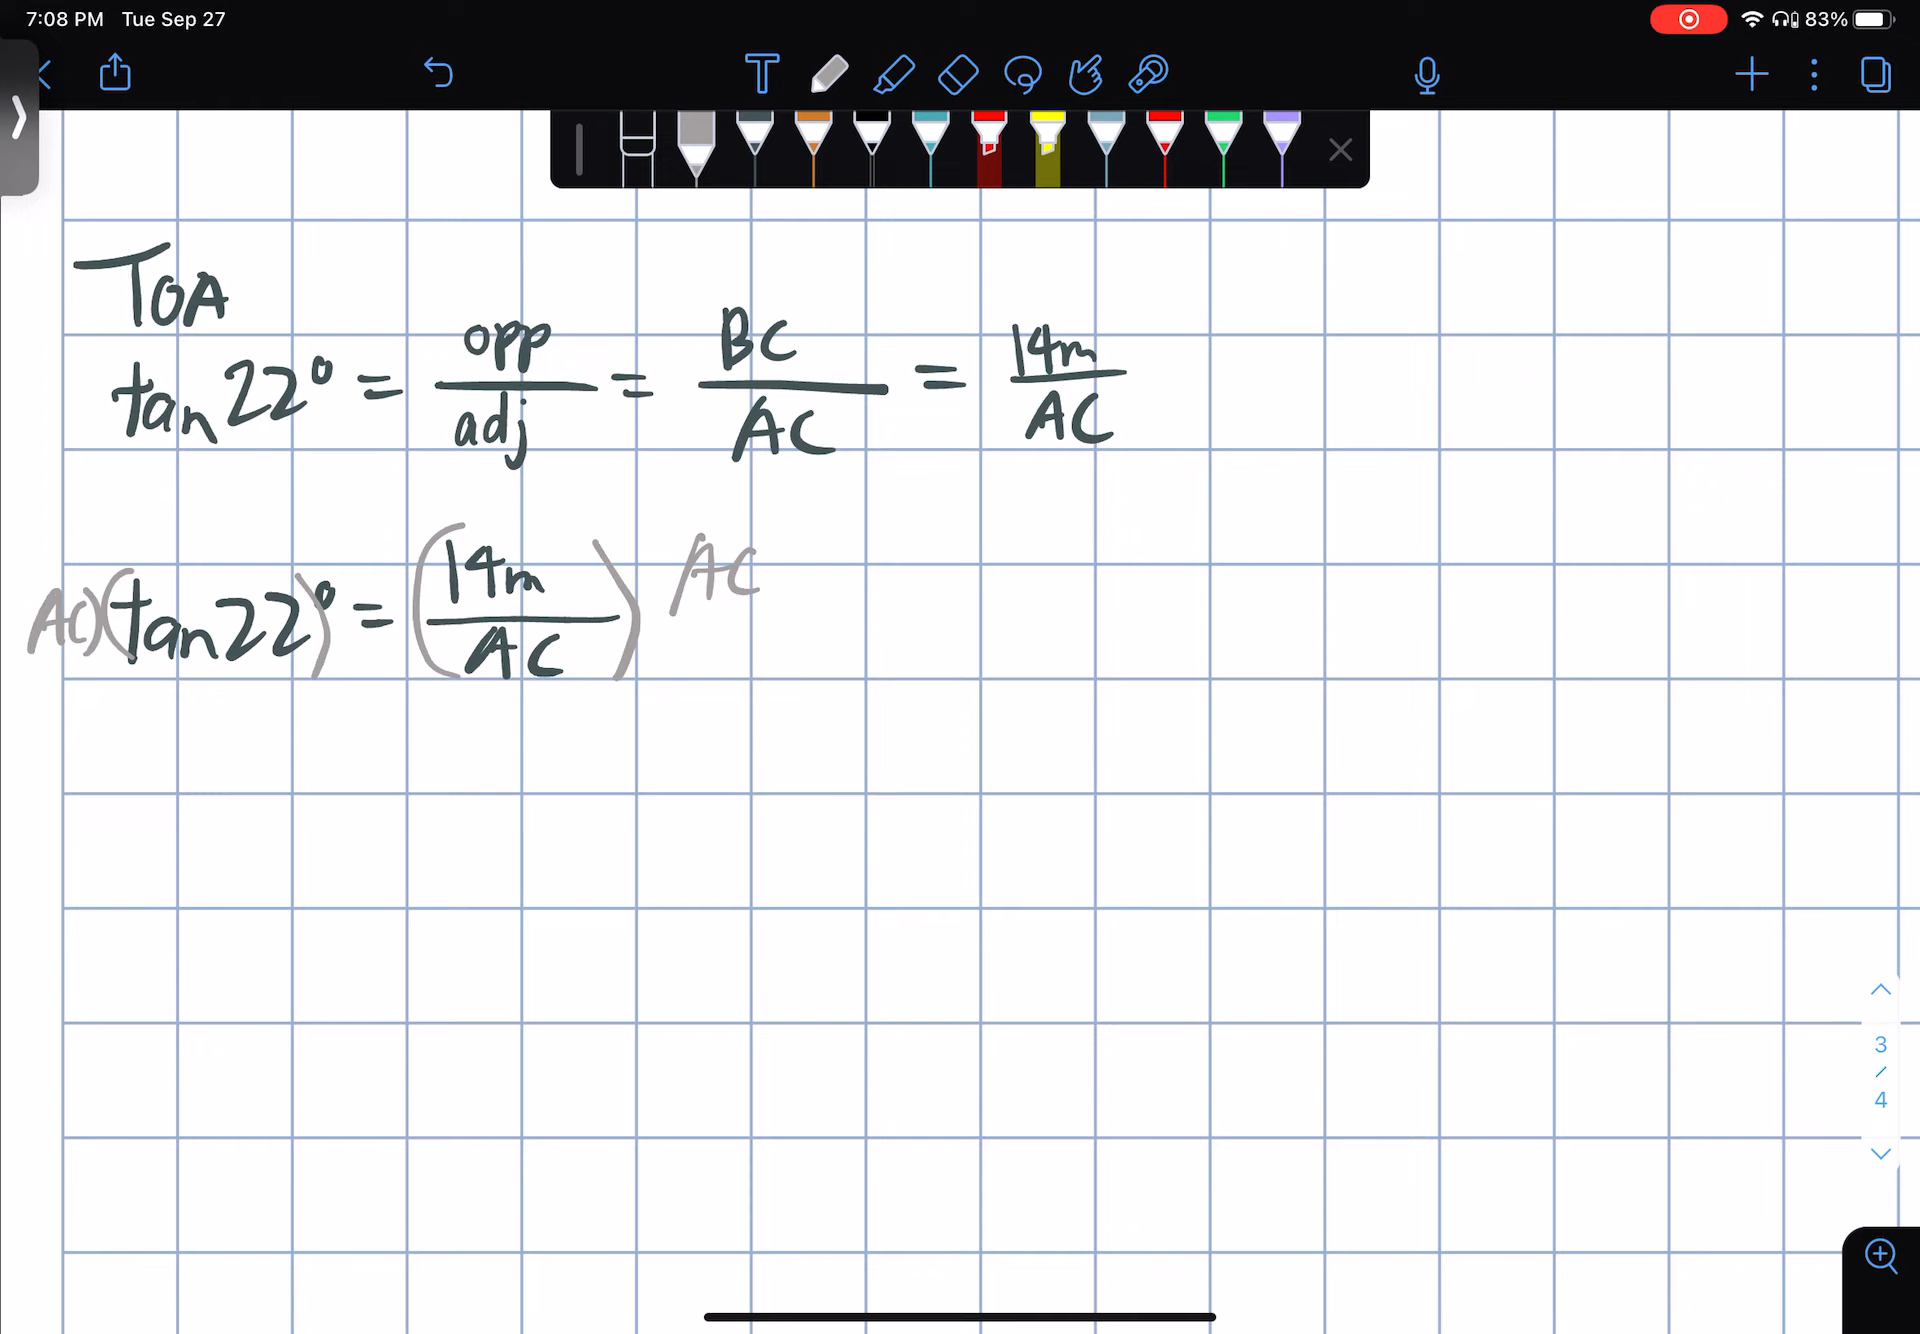 7:08 PM Tue Sep 27 83%
TOA
tan 22° = opp/adj = BC/AC = 14m/AC
AC)(tan 22)° = (14m/AC) AC
3
/
4